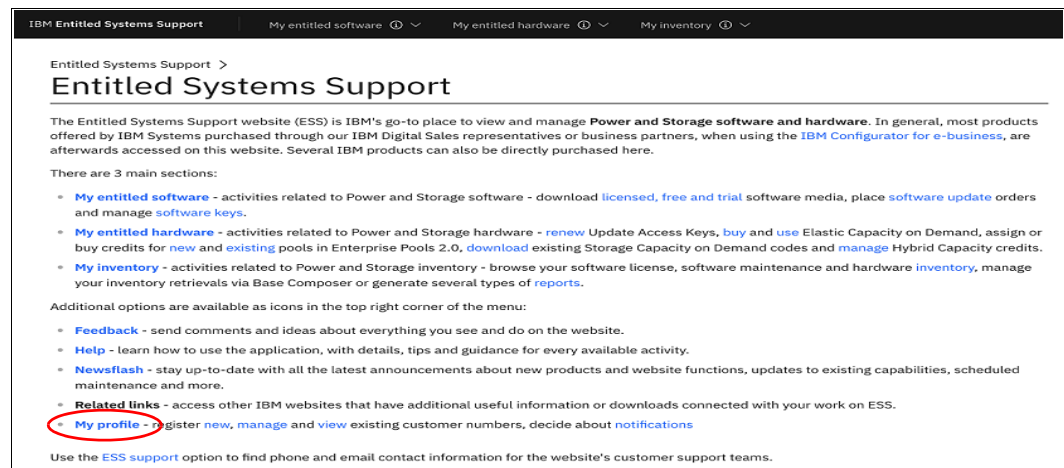 IBM Entitled Systems Support My entitled software My entitled hardware My inventory
Entitled Systems Support >
Entitled Systems Support
The Entitled Systems Support website (ESS) is IBM's go-to place to view and manage Power and Storage software and hardware. In general, most products
offered by IBM Systems purchased through our IBM Digital Sales representatives or business partners, when using the IBM Configurator for e-business, are
afterwards accessed on this website. Several IBM products can also be directly purchased here.
There are 3 main sections:
My entitled software - activities related to Power and Storage software - download licensed, free and trial software media, place software update orders
and manage software keys.
My entitled hardware - activities related to Power and Storage hardware - renew Update Access Keys, buy and use Elastic Capacity on Demand, assign or
buy credits for new and existing pools in Enterprise Pools 2.0, download existing Storage Capacity on Demand codes and manage Hybrid Capacity credits.
My inventory - activities related to Power and Storage inventory - browse your software license, software maintenance and hardware inventory, manage
your inventory retrievals via Base Composer or generate several types of reports.
Additional options are available as icons in the top right corner of the menu:
Feedback - send comments and ideas about everything you see and do on the website.
Help - learn how to use the application, with details, tips and guidance for every available activity.
Newsflash - stay up-to-date with all the latest announcements about new products and website functions, updates to existing capabilities, scheduled
maintenance and more.
Related links - access other IBM websites that have additional useful information or downloads connected with your work on ESS.
My profile - register new, manage and view existing customer numbers, decide about notifications
Use the ESS support option to find phone and email contact information for the website's customer support teams.